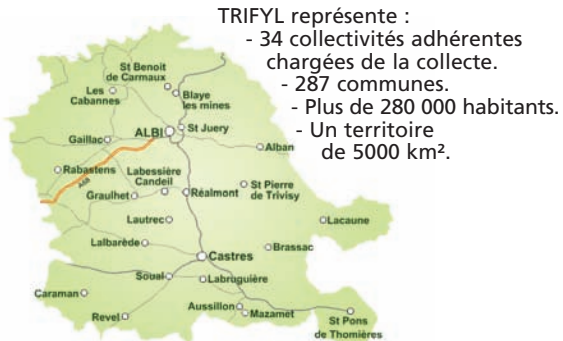 TRIFYL représente :
- 34 collectivités adhérentes
chargées de la collecte.
- 287 communes.
- Plus de 280 000 habitants.
- Un territoire
de 5000 km².
St Benoit
de Carmaux
Les
Cabannes
Blaye
les mines
ALBI
St Juery
Gaillac
Alban
Rabastens
A68
Labessière
Candeil
St Pierre
de Trivisy
Graulhet
Réalmont
Lautrec
Lacaune
Lalbarède
Brassac
Castres
Soual
Labruguière
Caraman
Aussillon
Mazamet
Revel
St Pons
de Thomières